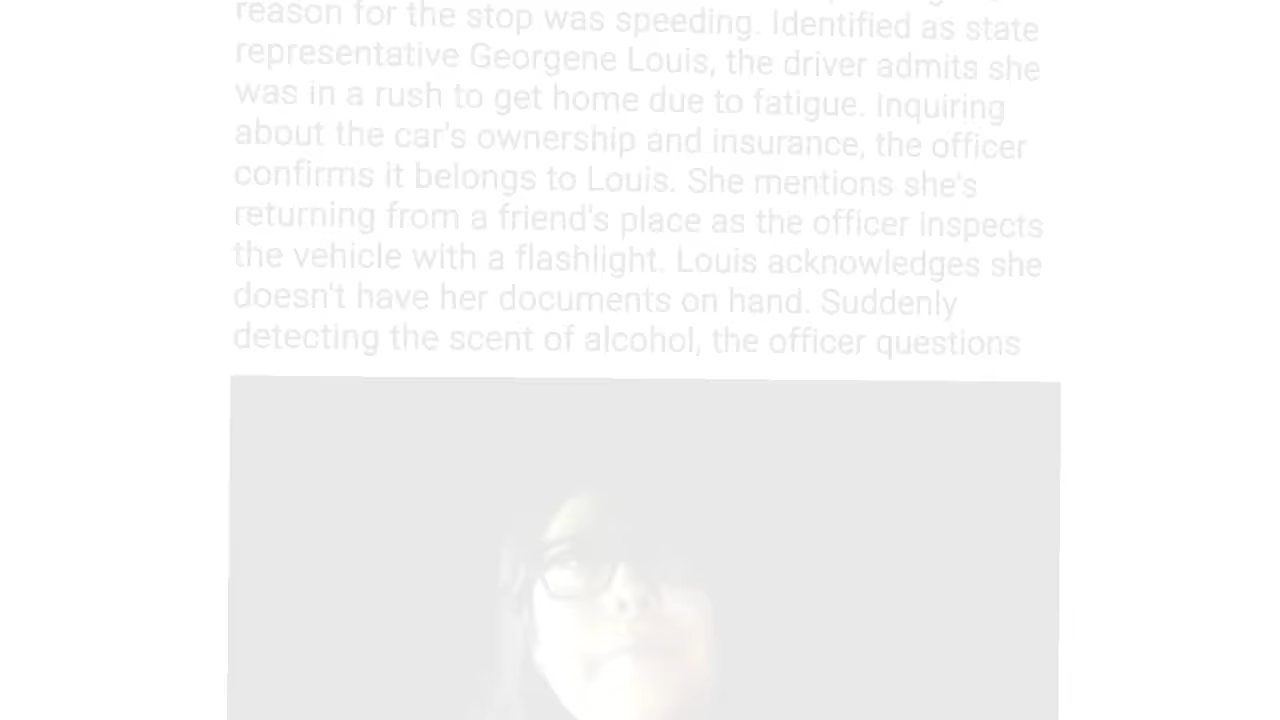 reason for the stop was speeding. Identified as state
representative Georgene Louis, the driver admits she
was in a rush to get home due to fatigue. Inquiring
about the car's ownership and insurance, the officer
confirms it belongs to Louis. She mentions she's
returning from a friend's place as the officer inspects
the vehicle with a flashlight. Louis acknowledges she
doesn't have her documents on hand. Suddenly
detecting the scent of alcohol, the officer questions